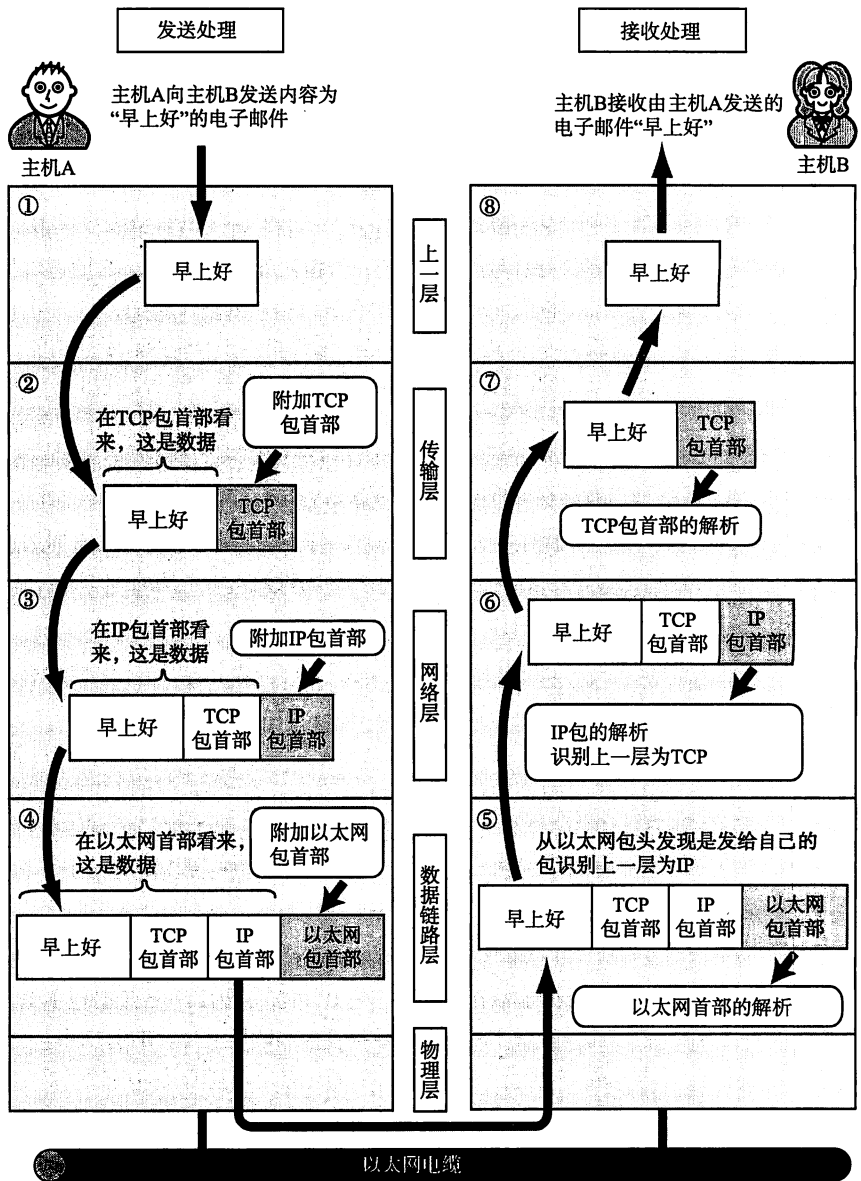 发送处理
接收处理
主机A向主机B发送内容为
“早上好”的电子邮件
主机A
主机B接收由主机A发送的
电子邮件“早上好”
主机B
①
早上好
②
在TCP包首部看
来，这是数据
附加TCP
包首部
早上好
TCP
包首部
③
在IP包首部看
来，这是数据
附加IP包首部
早上好
TCP
包首部
IP
包首部
④
在以太网首部看来，
这是数据
附加以太网
包首部
早上好
TCP
包首部
IP
包首部
以太网
包首部
上一层
传输层
网络层
数据链路层
物理层
⑧
早上好
⑦
早上好
TCP
包首部
TCP包首部的解析
⑥
早上好
TCP
包首部
IP
包首部
IP包的解析
识别上一层为TCP
⑤
从以太网包头发现是发给自己的
包识别上一层为IP
早上好
TCP
包首部
IP
包首部
以太网
包首部
以太网首部的解析
以太网电缆